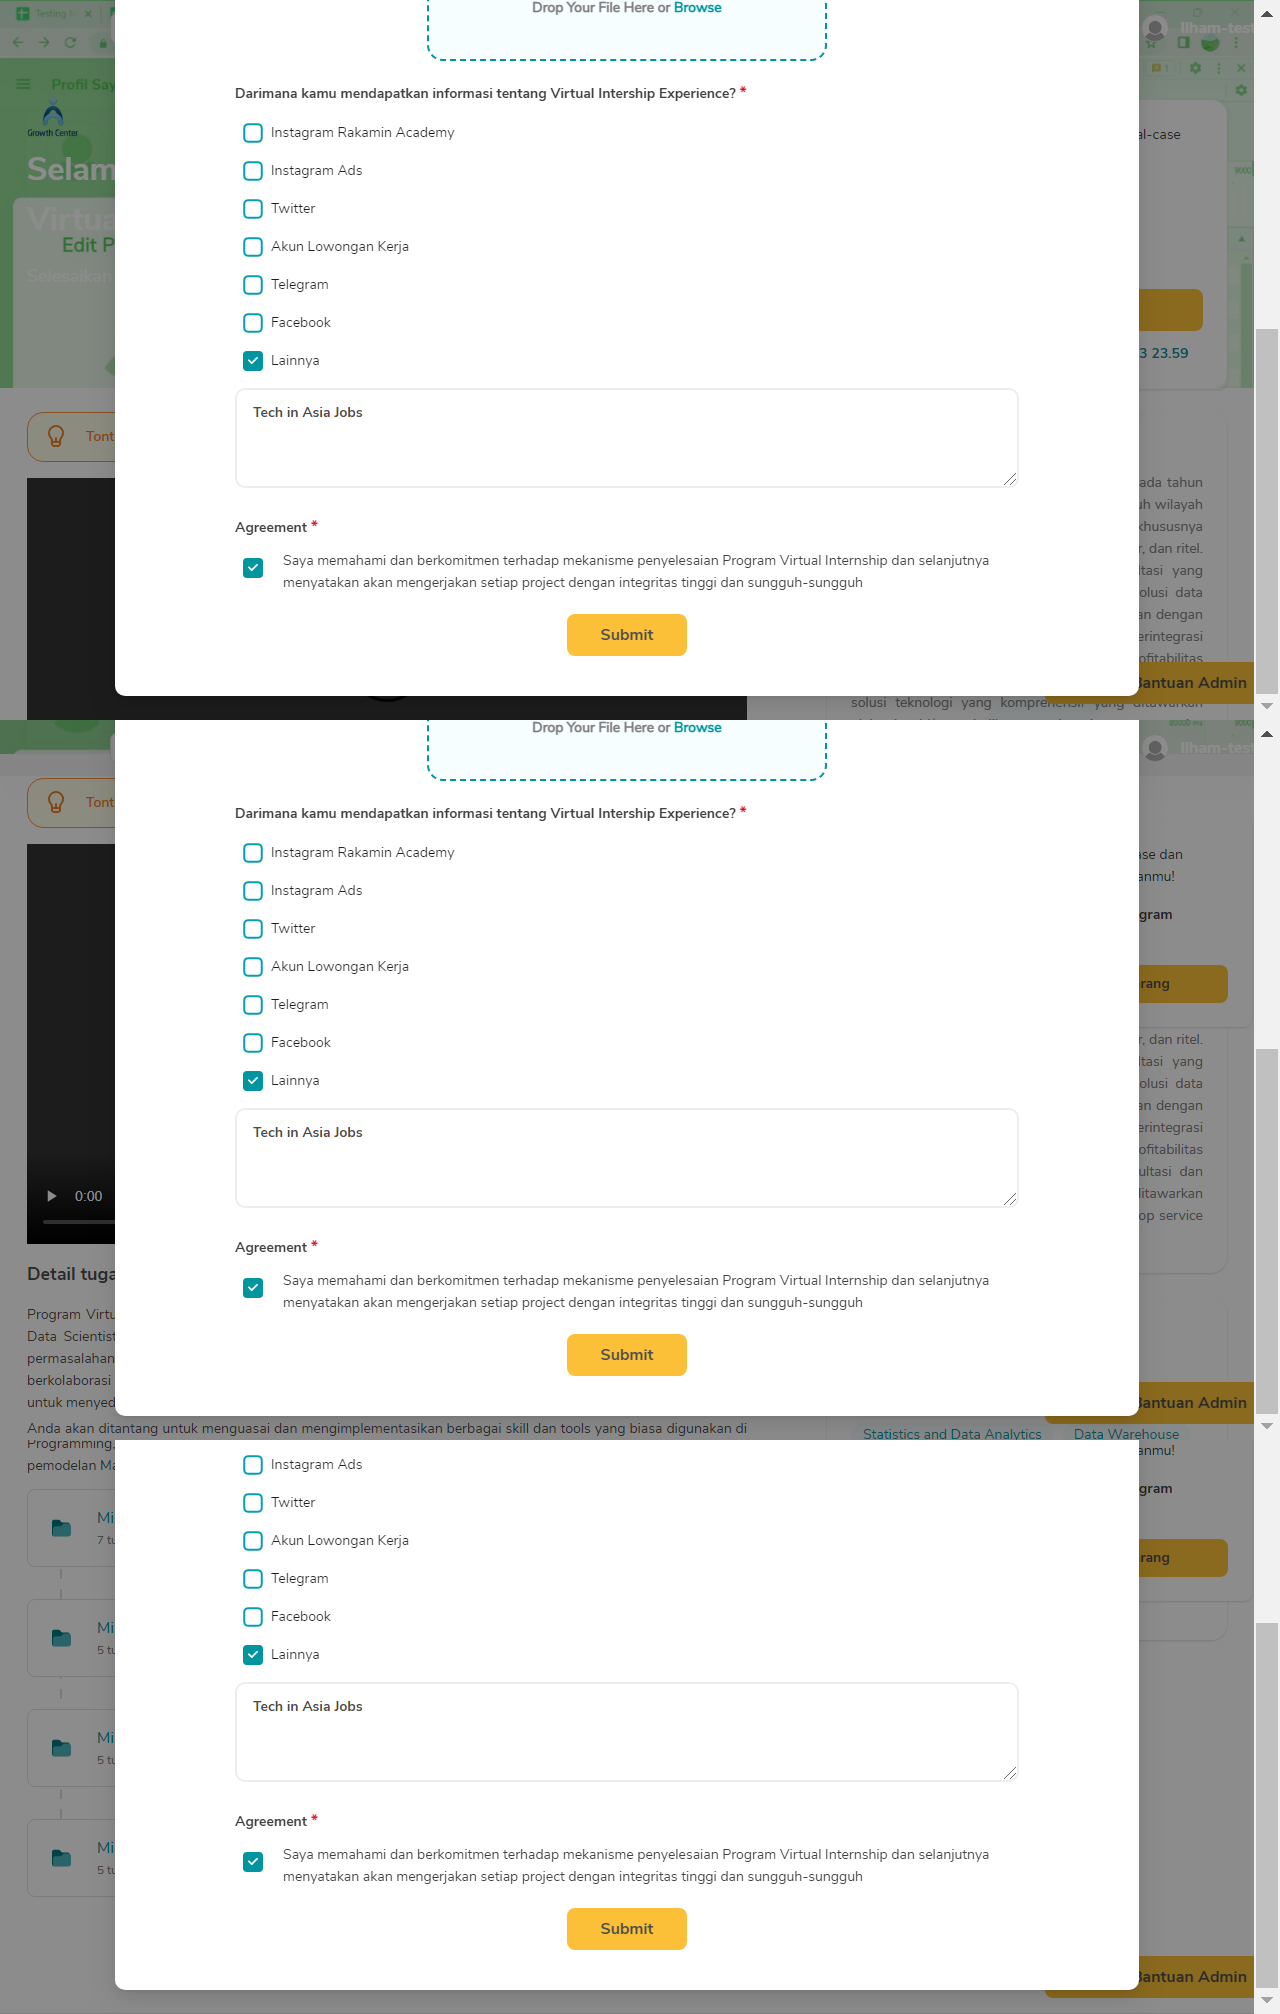 Testing
Ilham-test
Profil Say
Growth Center
Selam
Virtua
Edit P
Selesaikan
Drop Your File Here or Browse
Darimana kamu mendapatkan informasi tentang Virtual Intership Experience? *
Instagram Rakamin Academy
Instagram Ads
Twitter
Akun Lowongan Kerja
Telegram
Facebook
Lainnya
Tech in Asia Jobs
Agreement *
Saya memahami dan berkomitmen terhadap mekanisme penyelesaian Program Virtual Internship dan selanjutnya
menyatakan akan mengerjakan setiap project dengan integritas tinggi dan sungguh-sungguh
Submit
al-case
3 23.59
Tont
ada tahun
uh wilayah
khususnya
r, dan ritel.
ltasi yang
olusi data
an dengan
erintegrasi
ofitabilitas
Bantuan Admin
solusi teknologi yang komprehensif yang ditawarkan
Drop Your File Here or Browse
Ilham-test
Tont
Darimana kamu mendapatkan informasi tentang Virtual Intership Experience? *
Instagram Rakamin Academy
Instagram Ads
Twitter
Akun Lowongan Kerja
Telegram
Facebook
Lainnya
Tech in Asia Jobs
Agreement *
Saya memahami dan berkomitmen terhadap mekanisme penyelesaian Program Virtual Internship dan selanjutnya
menyatakan akan mengerjakan setiap project dengan integritas tinggi dan sungguh-sungguh
Submit
ase dan
anmu!
gram
rang
r, dan ritel.
ltasi yang
olusi data
an dengan
erintegrasi
ofitabilitas
ultasi dan
ditawarkan
op service
0:00
Detail tuga
Program Virtu
Data Scientist
permasalahan
berkolaborasi
untuk menyed
Bantuan Admin
Anda akan ditantang untuk menguasai dan mengimplementasikan berbagai skill dan tools yang biasa digunakan di
Statistics and Data Analytics
Data Warehouse
Programming,
pemodelan Ma
anmu!
gram
rang
Instagram Ads
Twitter
Akun Lowongan Kerja
Telegram
Facebook
Lainnya
Tech in Asia Jobs
Agreement *
Saya memahami dan berkomitmen terhadap mekanisme penyelesaian Program Virtual Internship dan selanjutnya
menyatakan akan mengerjakan setiap project dengan integritas tinggi dan sungguh-sungguh
Submit
Mi
7 tu
Mi
5 tu
Mi
5 tu
Mi
5 tu
Bantuan Admin